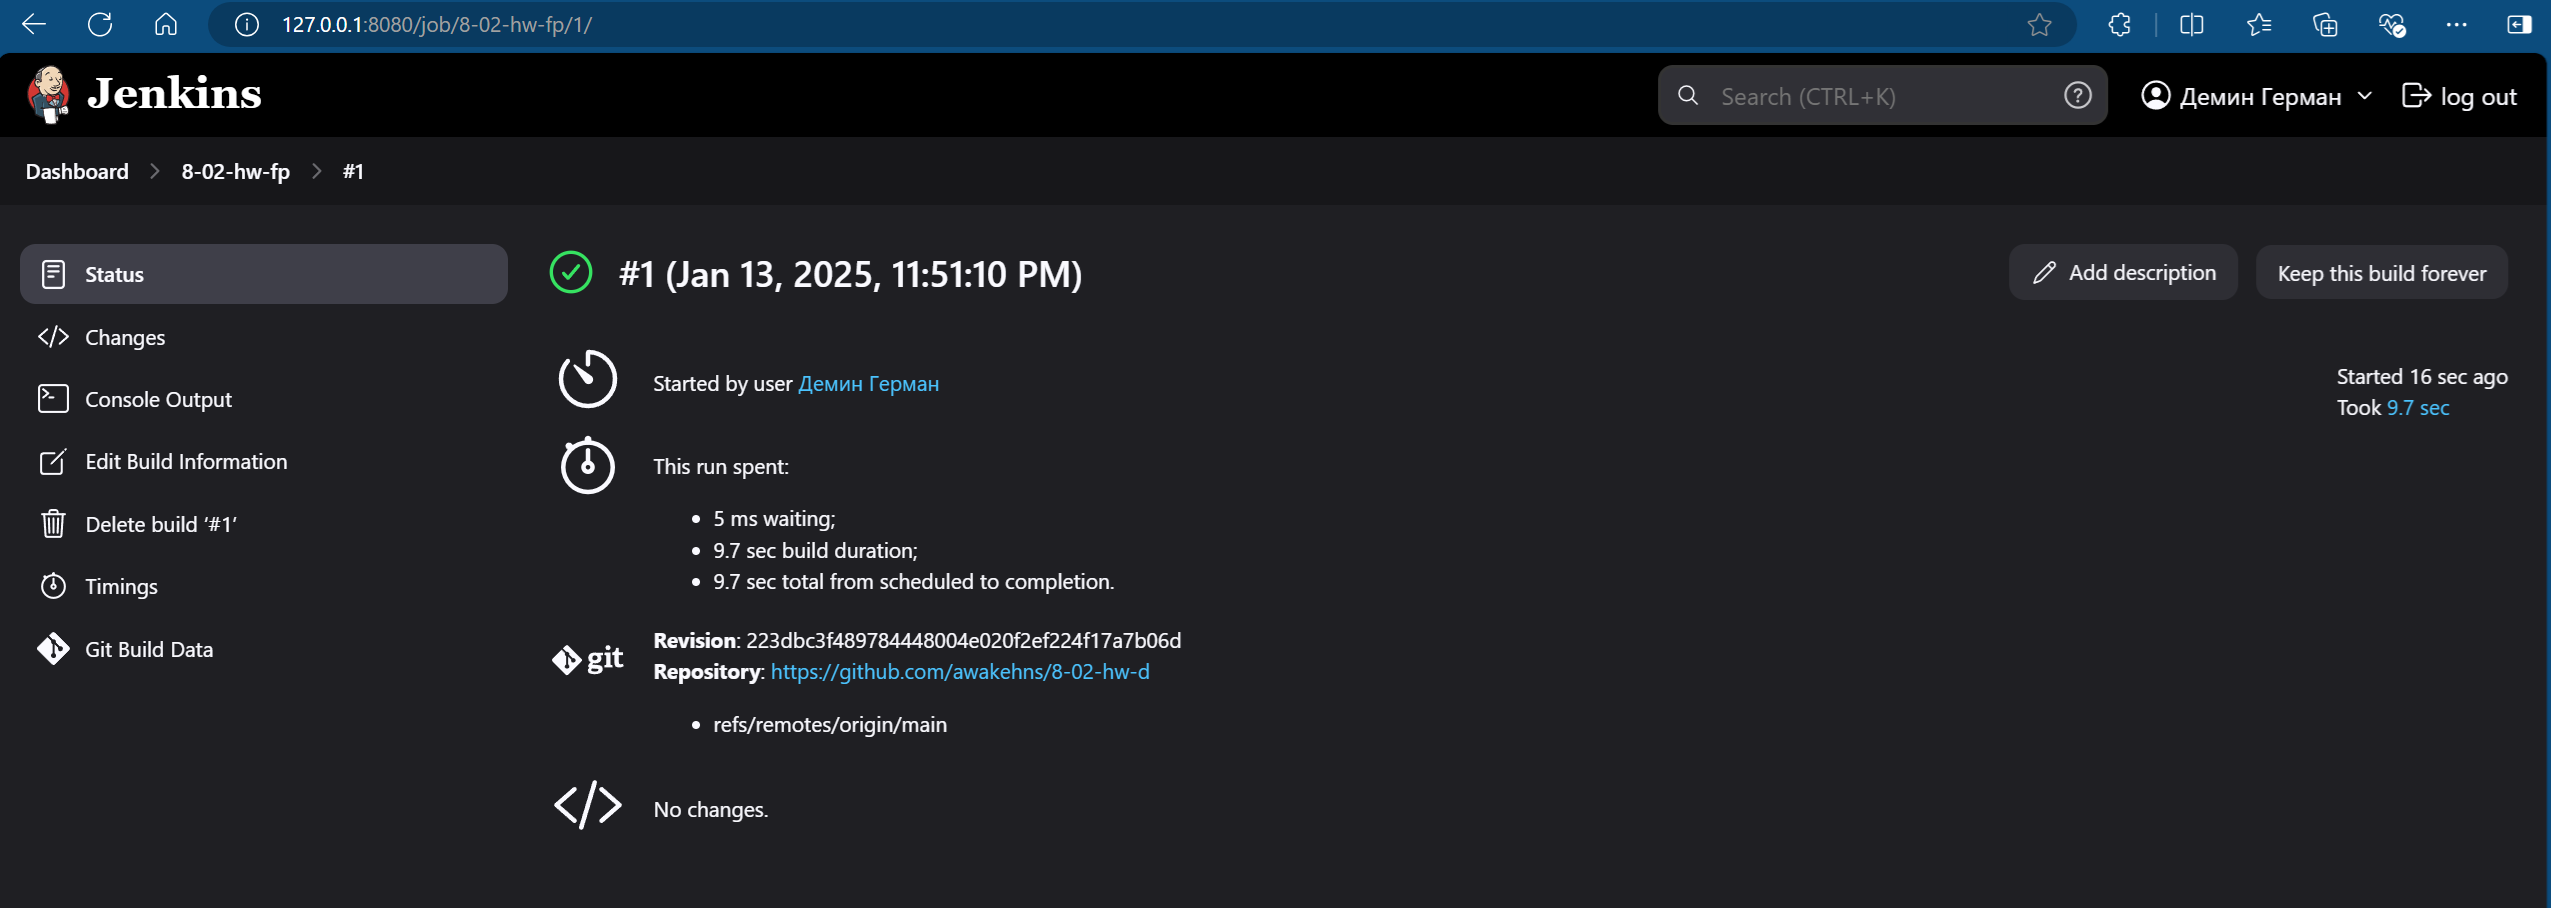 127.0.0.1:8080/job/8-02-hw-fp/1/
Jenkins
Search (CTRL+K)
Демин Герман
log out
Dashboard
8-02-hw-fp
#1
Status
Changes
Console Output
Edit Build Information
Delete build ‘#1’
Timings
Git Build Data
#1 (Jan 13, 2025, 11:51:10 PM)
Add description
Keep this build forever
Started by user Демин Герман
Started 16 sec ago
Took 9.7 sec
This run spent:
5 ms waiting;
9.7 sec build duration;
9.7 sec total from scheduled to completion.
git
Revision: 223dbc3f489784448004e020f2ef224f17a7b06d
Repository: https://github.com/awakehns/8-02-hw-d
refs/remotes/origin/main
No changes.